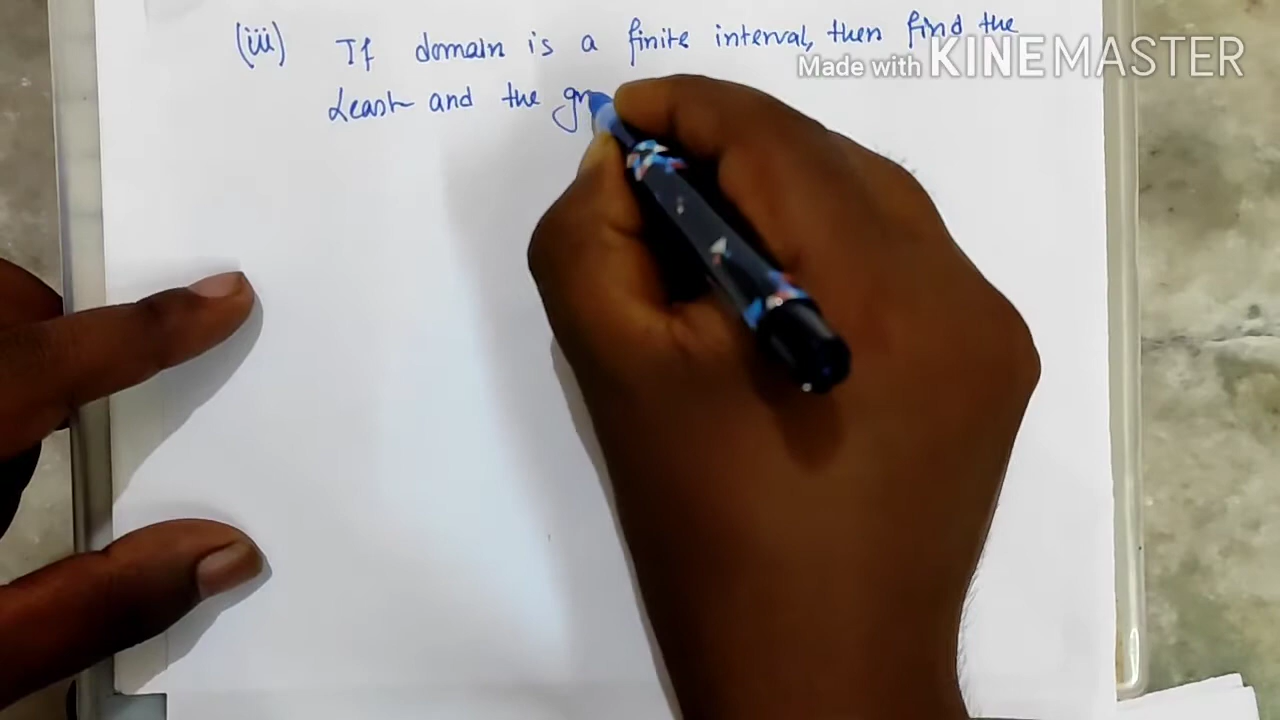 (iii) If domain is a finite interval, then find the
Made with KINEMASTER
Least and the